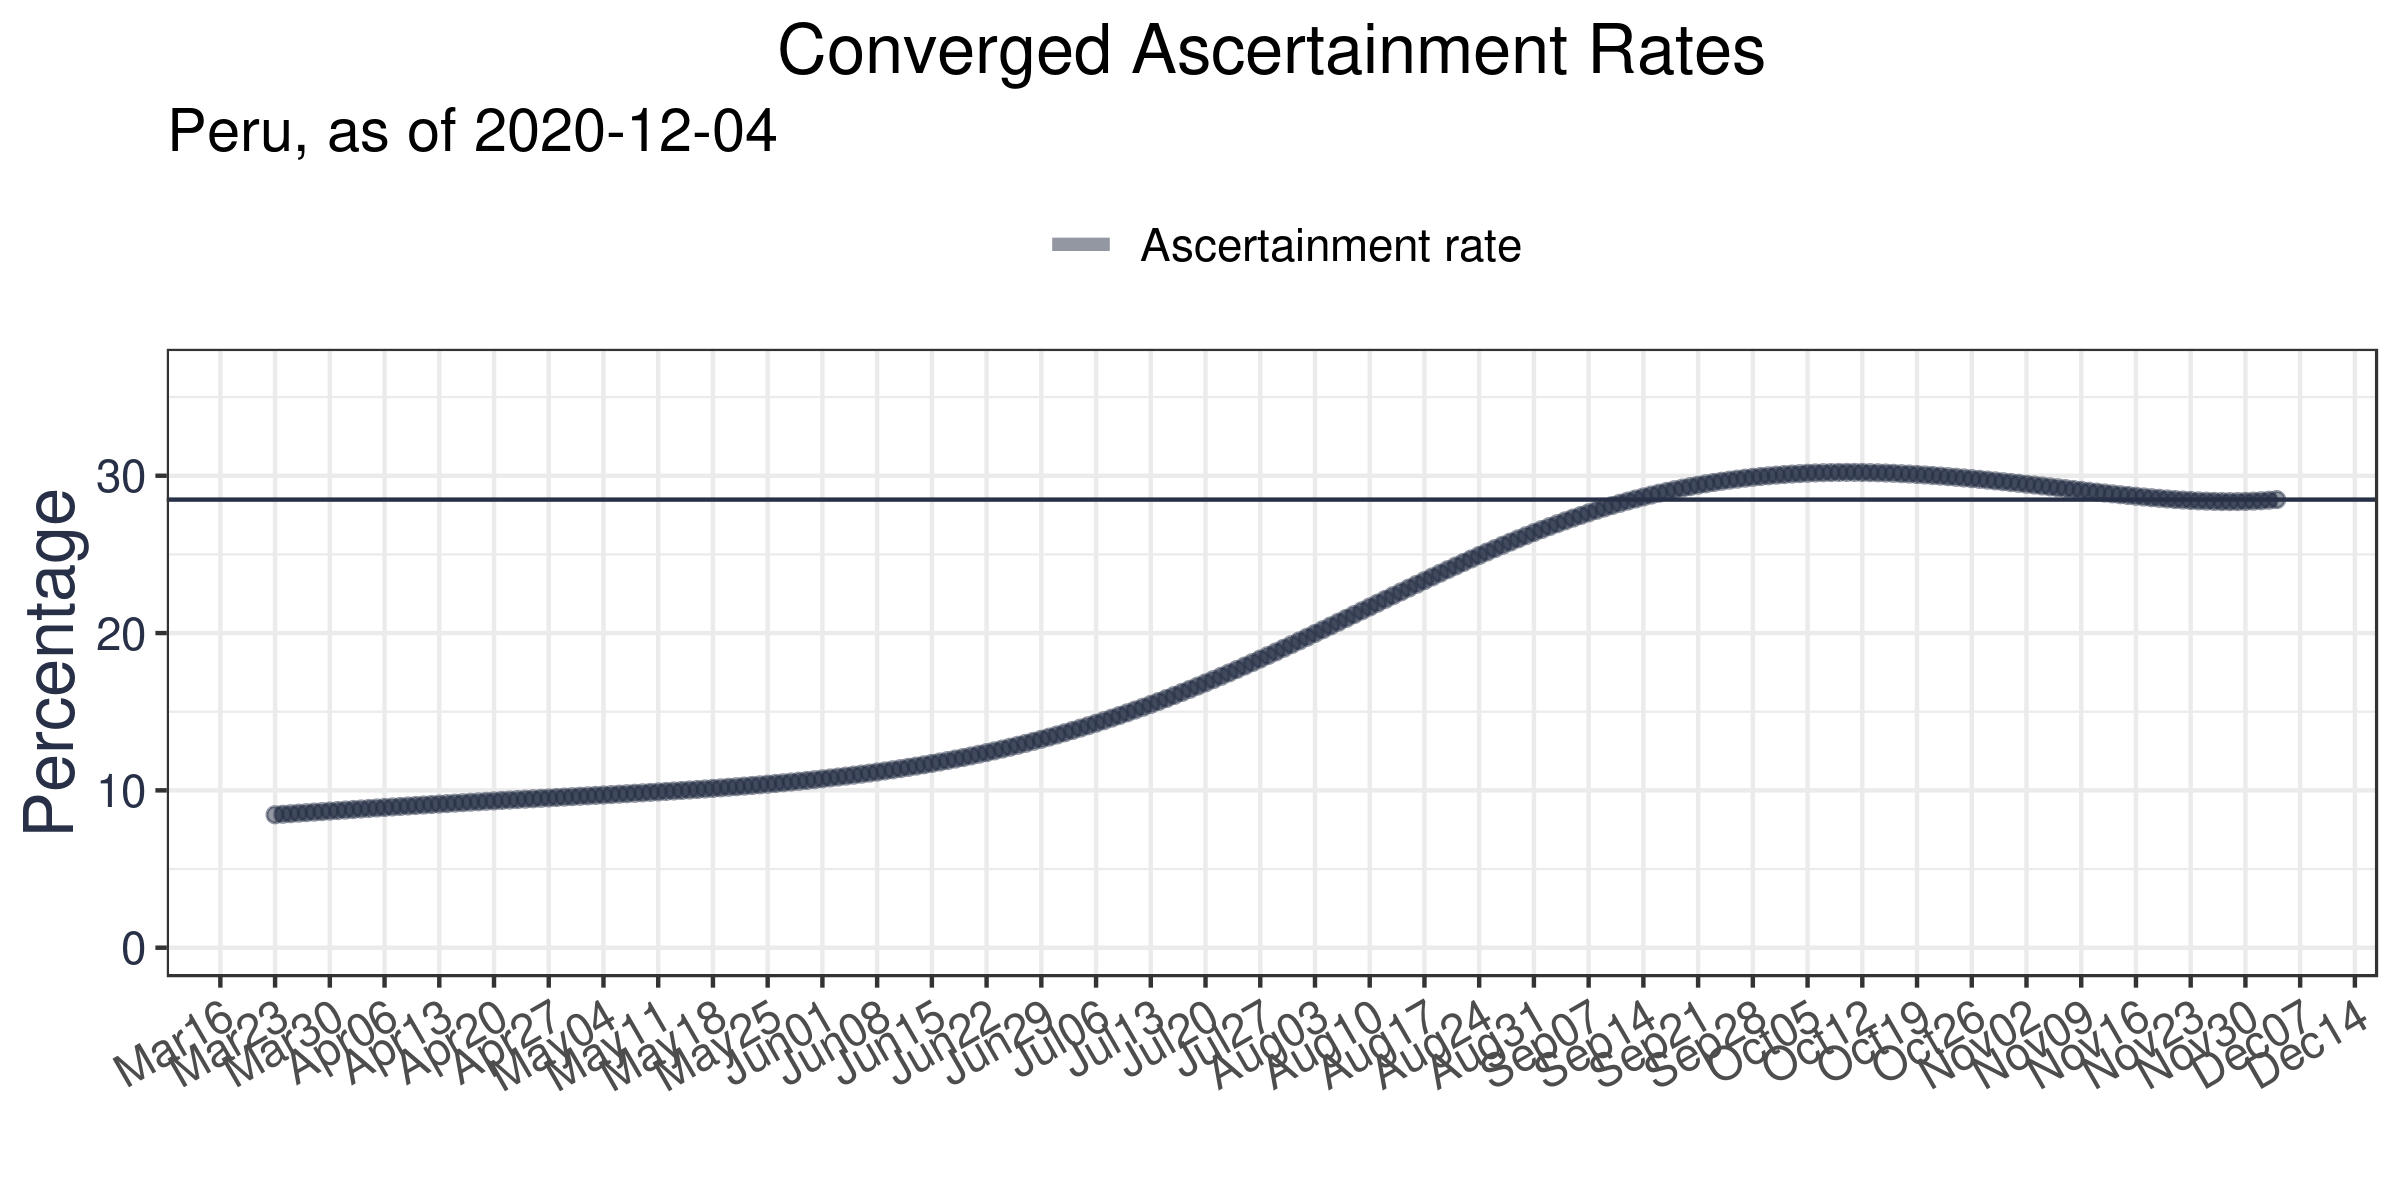 Converged Ascertainment Rates
Peru, as of 2020-12-04
Ascertainment rate
Percentage
30
20
10
0
Mar16 Mar23 Mar30 Apr06 Apr13 Apr20 Apr27 May04 May11 May18 May25 Jun01 Jun08 Jun15 Jun22 Jun29 Jul06 Jul13 Jul20 Jul27 Aug03 Aug10 Aug17 Aug24 Aug31 Sep07 Sep14 Sep21 Sep28 Oct05 Oct12 Oct19 Oct26 Nov02 Nov09 Nov16 Nov23 Nov30 Dec07 Dec14